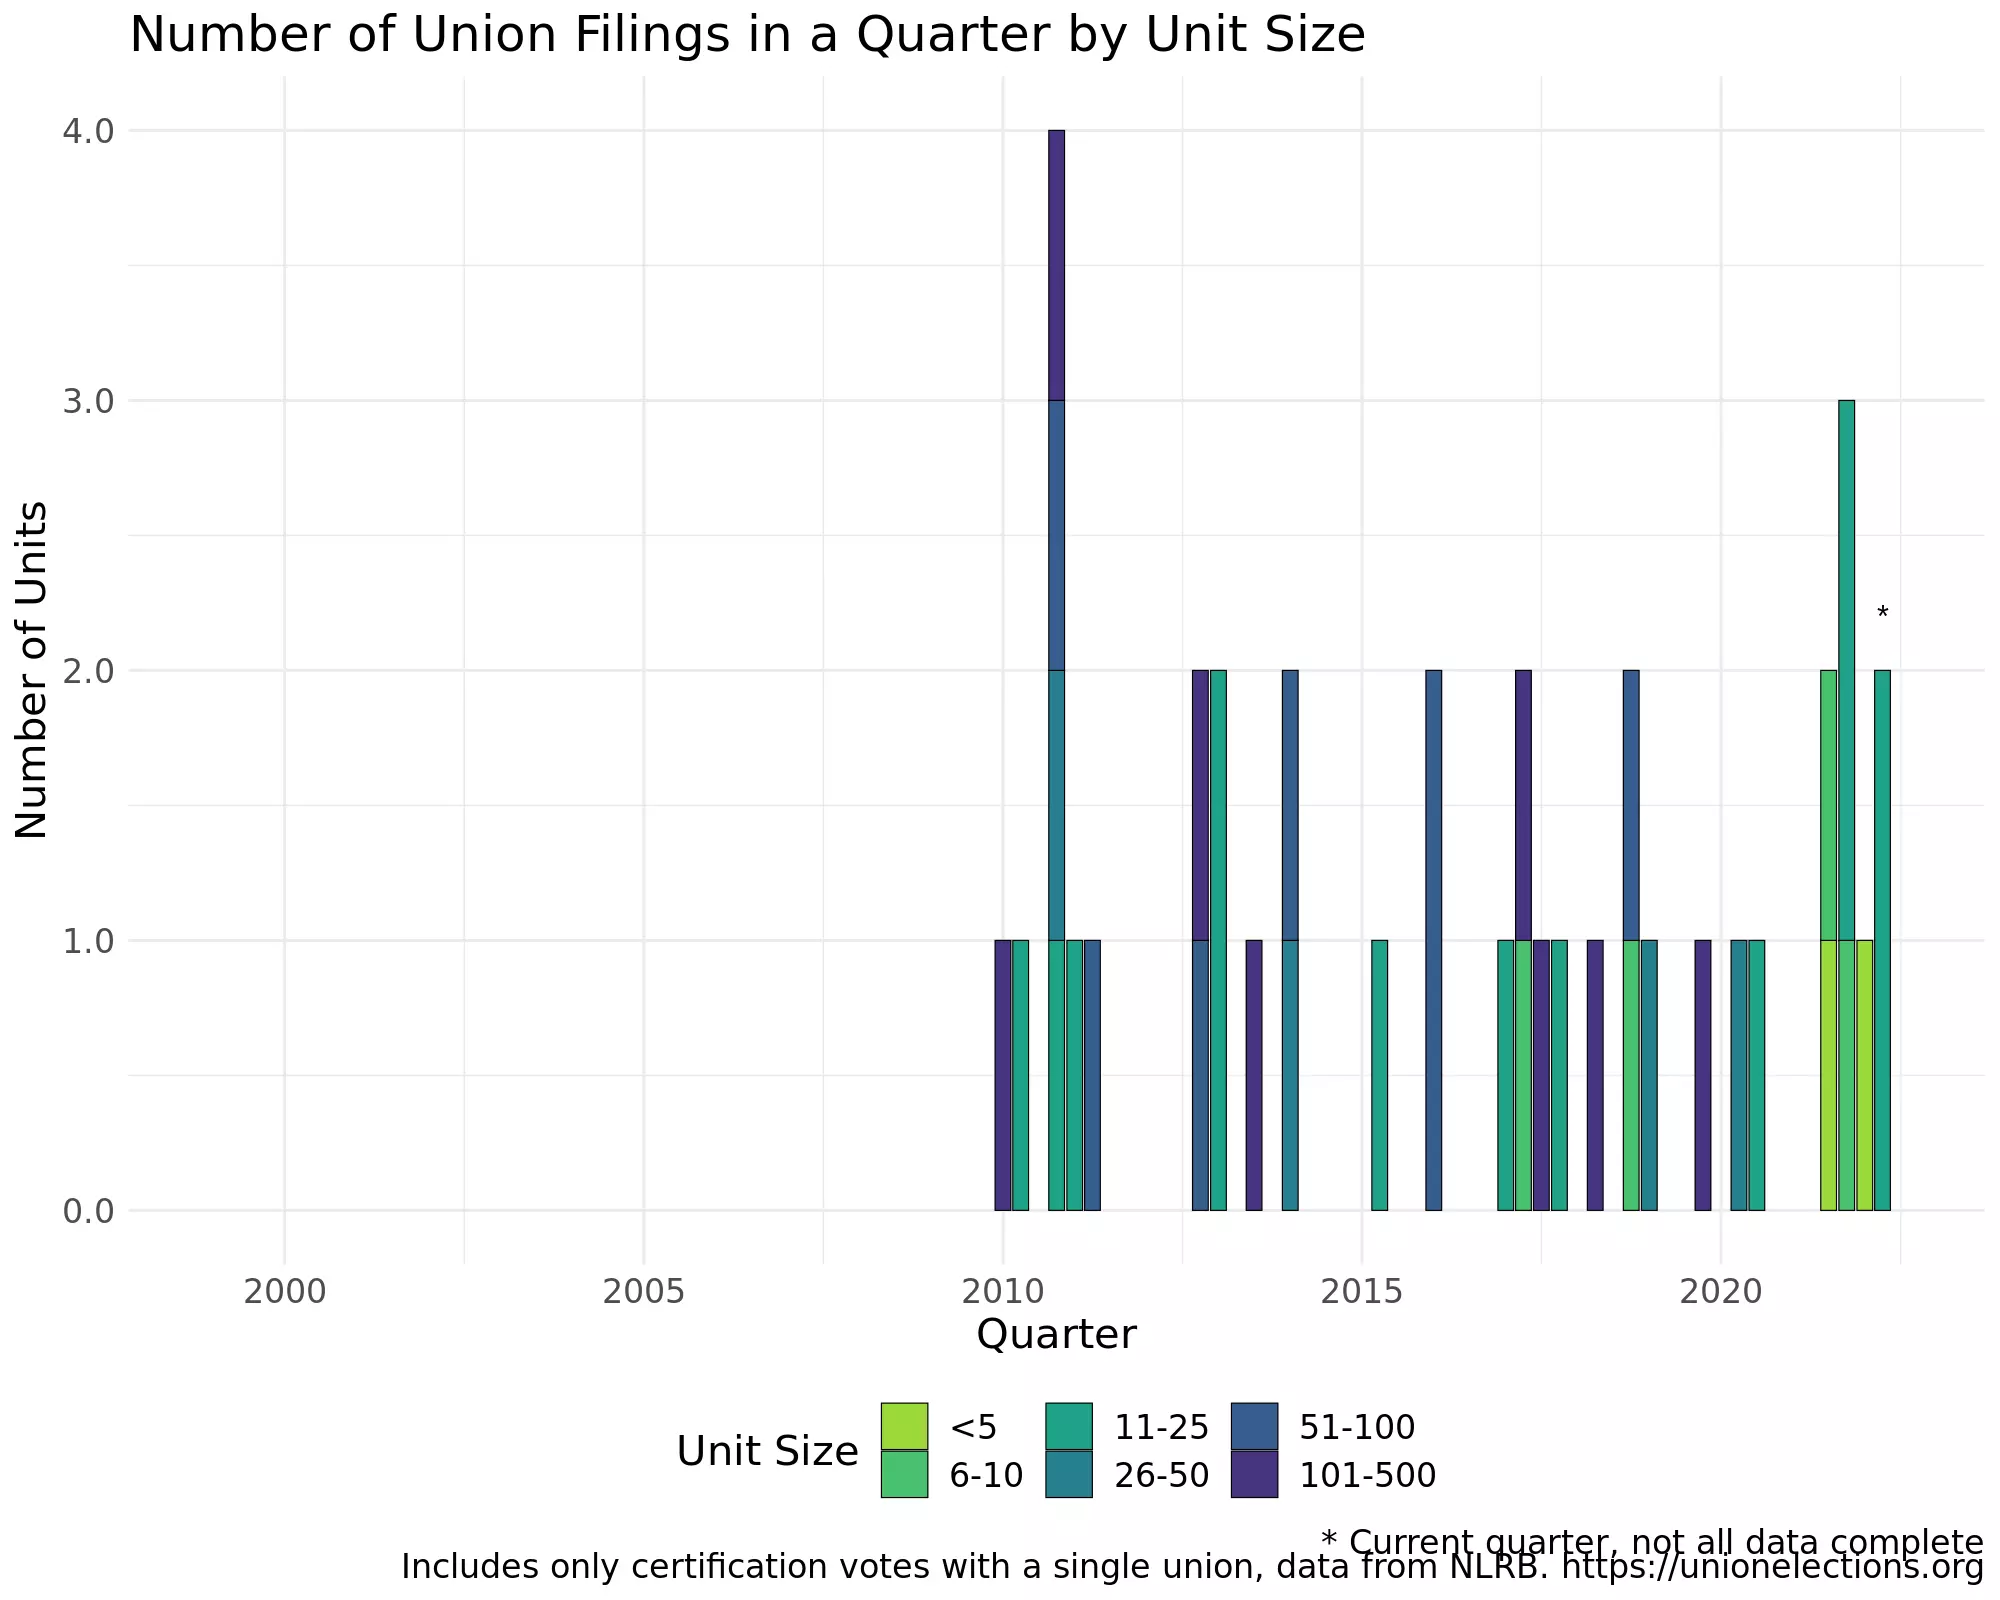 Number of Union Filings in a Quarter by Unit Size
Number of Units
4.0
3.0
2.0
1.0
0.0
*
2000 2005 2010 2015 2020
Quarter
Unit Size
<5 11-25 51-100
6-10 26-50 101-500
* Current quarter, not all data complete
Includes only certification votes with a single union, data from NLRB. https://unionelections.org